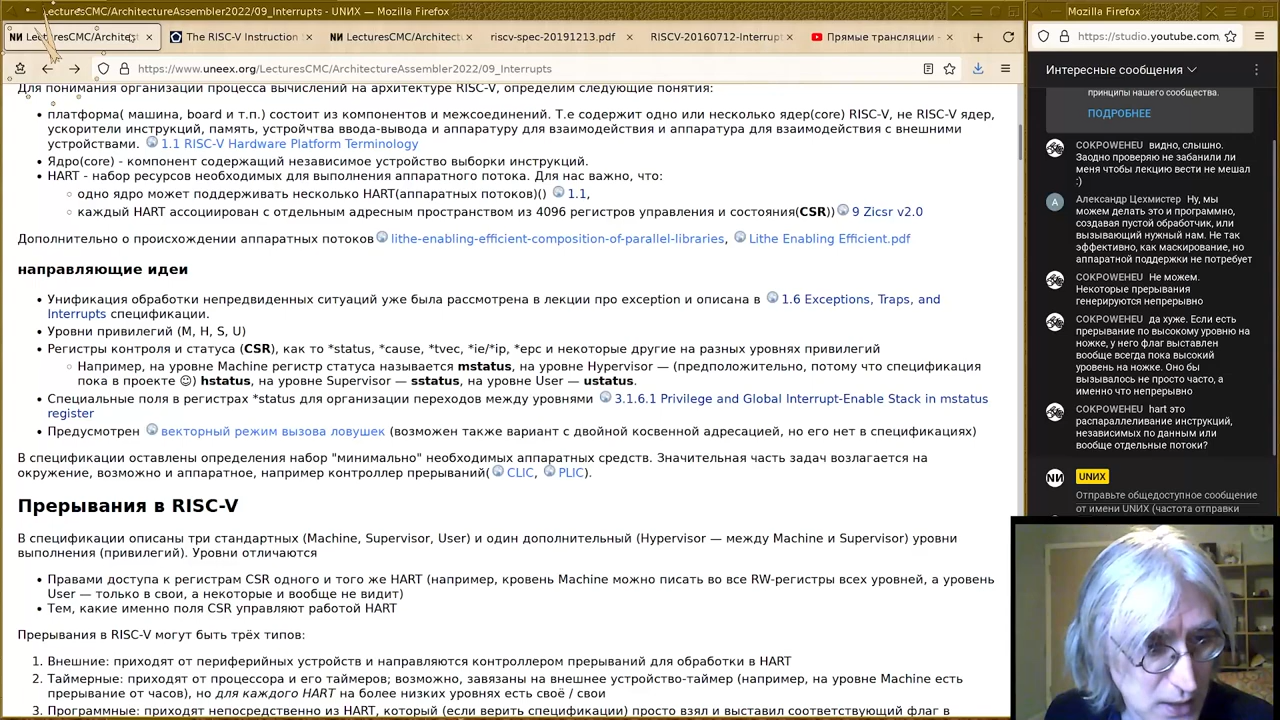 LecturesCMC/ArchitectureAssembler2022/09_Interrupts - UNИX — Mozilla Firefox
Mozilla Firefox
LecturesCMC/Architect
The RISC-V Instruction
LecturesCMC/Architectu
riscv-spec-20191213.pdf
RISCV-20160712-Interrupt
Прямые трансляции -
https://studio.youtube.com
https://www.uneex.org/LecturesCMC/ArchitectureAssembler2022/09_Interrupts
Для понимания организации процесса вычислений на архитектуре RISC-V, определим следующие понятия:
• платформа( машина, board и т.п.) состоит из компонентов и межсоединений. Т.е содержит одно или несколько ядер(core) RISC-V, не RISC-V ядер,
ускорители инструкций, память, устройчтва ввода-вывода и аппаратуру для взаимодействия и аппаратура для взаимодействия с внешними
устройствами. 1.1 RISC-V Hardware Platform Terminology
• Ядро(core) - компонент содержащий независимое устройство выборки инструкций.
• HART - набор ресурсов необходимых для выполнения аппаратного потока. Для нас важно, что:
◦ одно ядро может поддерживать несколько HART(аппаратных потоков)() 1.1,
◦ каждый HART ассоциирован с отдельным адресным пространством из 4096 регистров управления и состояния(CSR)) 9 Zicsr v2.0
Дополнительно о происхождении аппаратных потоков lithe-enabling-efficient-composition-of-parallel-libraries, Lithe Enabling Efficient.pdf
направляющие идеи
• Унификация обработки непредвиденных ситуаций уже была рассмотрена в лекции про exception и описана в 1.6 Exceptions, Traps, and
Interrupts спецификации.
• Уровни привилегий (M, H, S, U)
• Регистры контроля и статуса (CSR), как то *status, *cause, *tvec, *ie/*ip, *epc и некоторые другие на разных уровнях привилегий
◦ Например, на уровне Machine регистр статуса называется mstatus, на уровне Hypervisor — (предположительно, потому что спецификация
пока в проекте ☺) hstatus, на уровне Supervisor — sstatus, на уровне User — ustatus.
• Специальные поля в регистрах *status для организации переходов между уровнями 3.1.6.1 Privilege and Global Interrupt-Enable Stack in mstatus
register
• Предусмотрен векторный режим вызова ловушек (возможен также вариант с двойной косвенной адресацией, но его нет в спецификациях)
В спецификации оставлены определения набор "минимально" необходимых аппаратных средств. Значительная часть задач возлагается на
окружение, возможно и аппаратное, например контроллер прерываний( CLIC, PLIC).
Прерывания в RISC-V
В спецификации описаны три стандартных (Machine, Supervisor, User) и один дополнительный (Hypervisor — между Machine и Supervisor) уровни
выполнения (привилегий). Уровни отличаются
• Правами доступа к регистрам CSR одного и того же HART (например, кровень Machine можно писать во все RW-регистры всех уровней, а уровень
User — только в свои, а некоторые и вообще не видит)
• Тем, какие именно поля CSR управляют работой HART
Прерывания в RISC-V могут быть трёх типов:
1. Внешние: приходят от периферийных устройств и направляются контроллером прерываний для обработки в HART
2. Таймерные: приходят от процессора и его таймеров; возможно, завязаны на внешнее устройство-таймер (например, на уровне Machine есть
прерывание от часов), но для каждого HART на более низких уровнях есть своё / свои
3. Программные: приходят непосредственно из HART, который (если верить спецификации) просто взял и выставил соответствующий флаг в
Интересные сообщения
принципы нашего сообщества.
ПОДРОБНЕЕ
COKPOWEHEU видно, слышно.
Заодно проверяю не забанили ли
меня чтобы лекцию вести не мешал
:)
Александр Цехмистер Ну, мы
можем делать это и программно,
создавая пустой обработчик, или
вызывающий нужный нам. Не так
эффективно, как маскирование, но
аппаратной поддержки не потребует
COKPOWEHEU Не можем.
Некоторые прерывания
генерируются непрерывно
COKPOWEHEU да хуже. Если есть
прерывание по высокому уровню на
ножке, у него флаг выставлен
вообще всегда пока высокий
уровень на ножке. Оно бы
вызывалось не просто часто, а
именно что непрерывно
COKPOWEHEU hart это
распараллеливание инструкций,
независимых по данным или
вообще отдельные потоки?
UNИX
Отправьте общедоступное сообщение
от имени UNИX (частота отправки